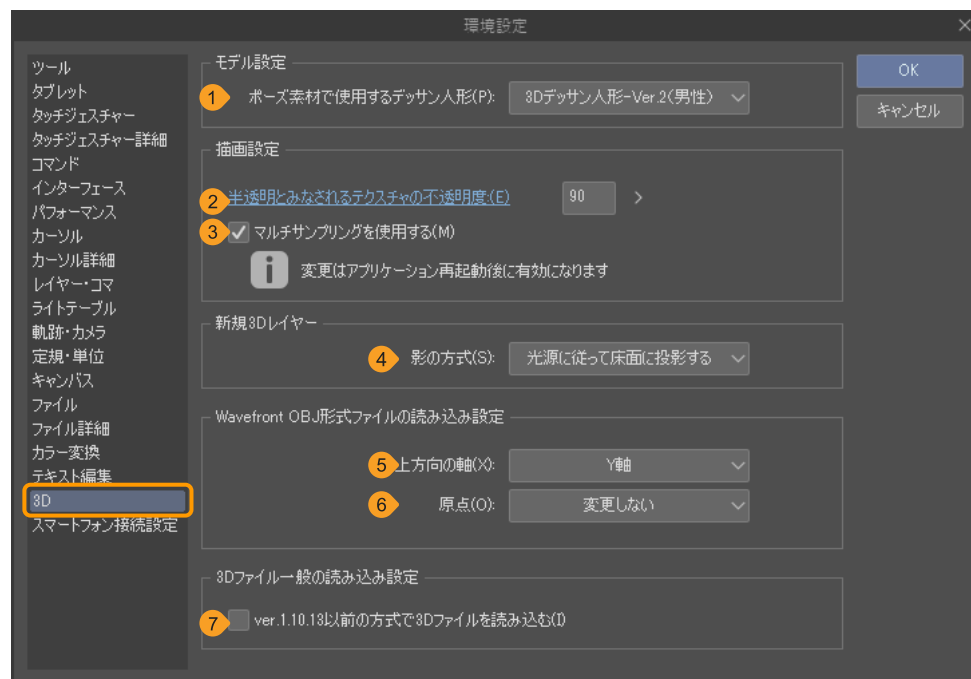 環境設定
ツール
タブレット
タッチジェスチャー
タッチジェスチャー詳細
コマンド
インターフェース
パフォーマンス
カーソル
カーソル詳細
レイヤー・コマ
ライトテーブル
軌跡・カメラ
定規・単位
キャンバス
ファイル
ファイル詳細
カラー変換
テキスト編集
3D
スマートフォン接続設定
モデル設定
1 ポーズ素材で使用するデッサン人形(P): 3Dデッサン人形-Ver.2(男性)
描画設定
2 半透明とみなされるテクスチャの不透明度:(E) 90 >
3 マルチサンプリングを使用する(M)
i 変更はアプリケーション再起動後に有効になります
新規3Dレイヤー
4 影の方式(S): 光源に従って床面に投影する
Wavefront OBJ形式ファイルの読み込み設定
5 上方向の軸(X): Y軸
6 原点(O): 変更しない
3Dファイル一般の読み込み設定
7 ver.1.10.13以前の方式で3Dファイルを読み込む(I)
OK
キャンセル